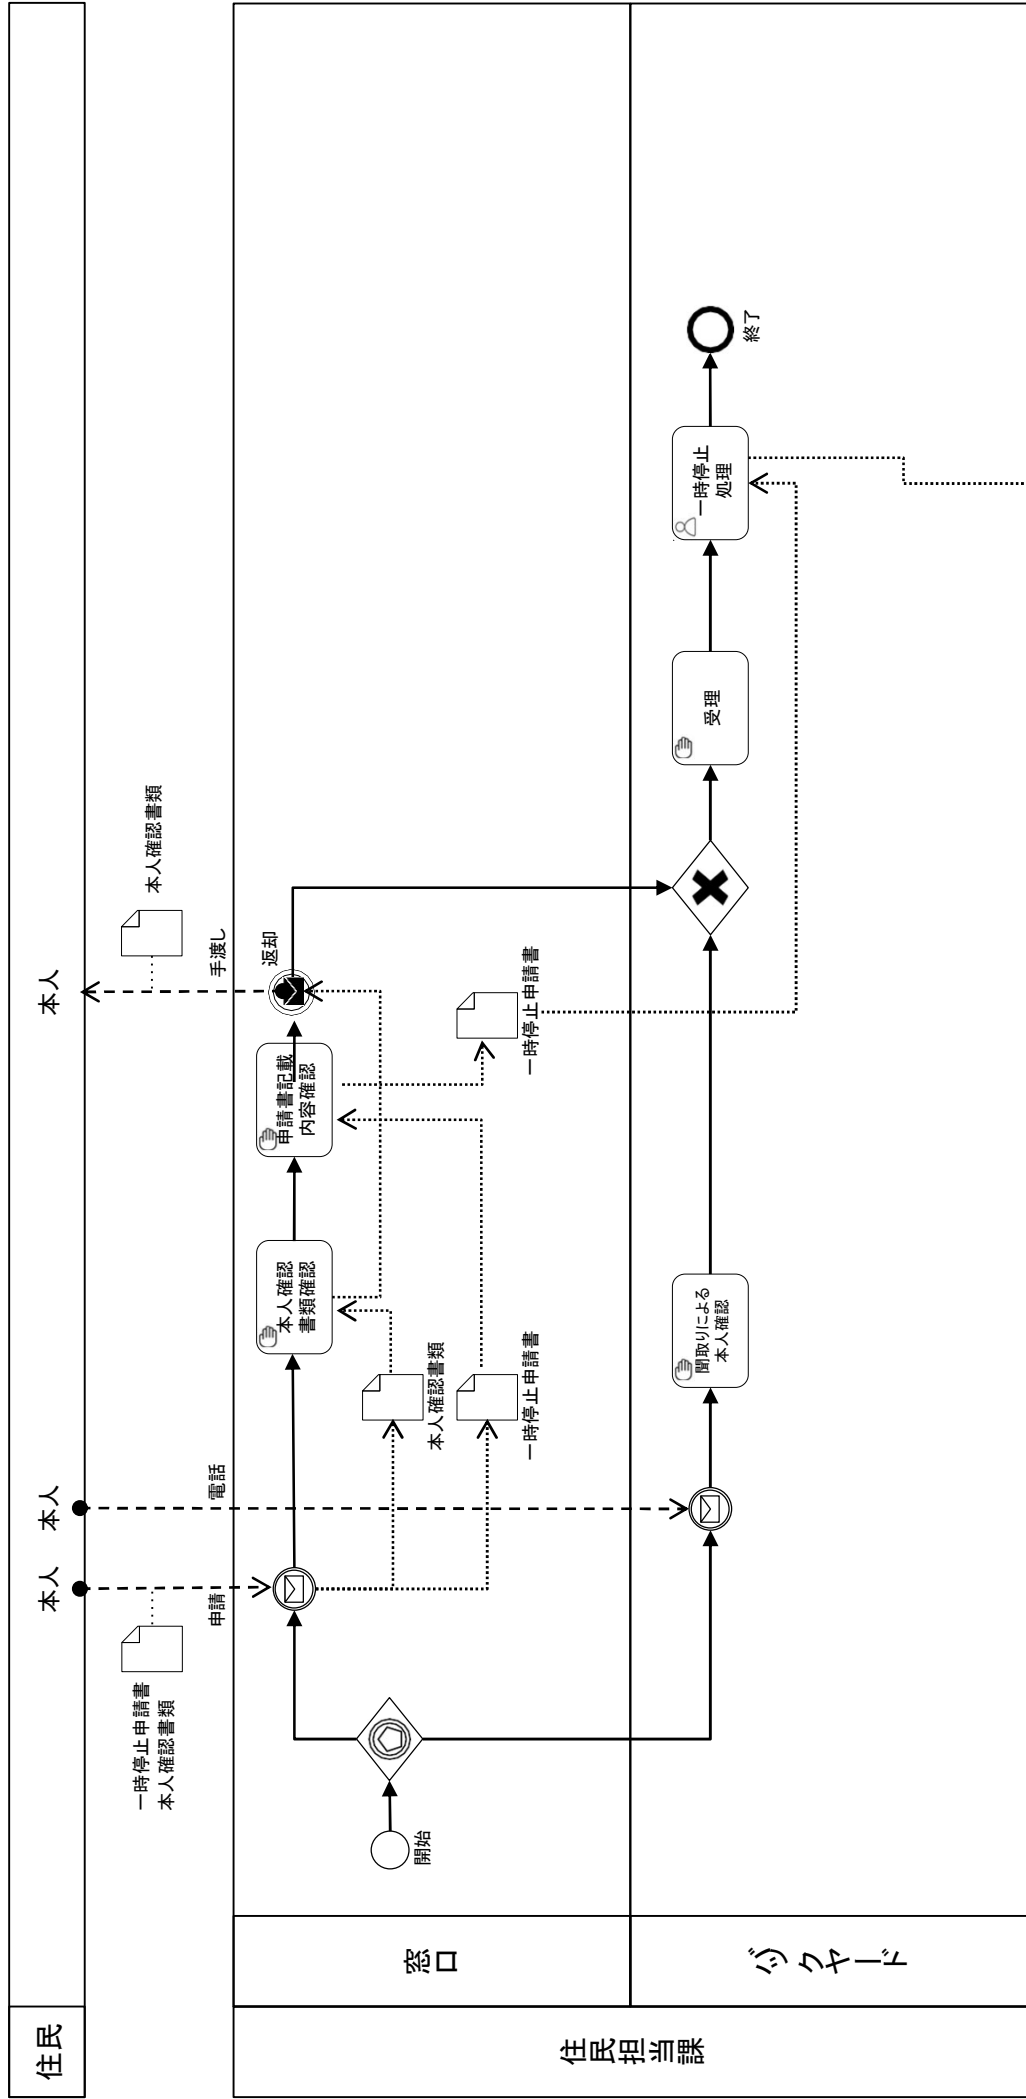 住民
本人
本人
本人
一時停止申請書
本人確認書類
申請
電話
手渡し
本人確認書類
住民担当課
窓口
開始
本人確認
書類確認
申請書記載
内容確認
返却
本人確認書類
一時停止申請書
一時停止申請書
バックヤード
聞取りによる
本人確認
受理
一時停止
処理
終了